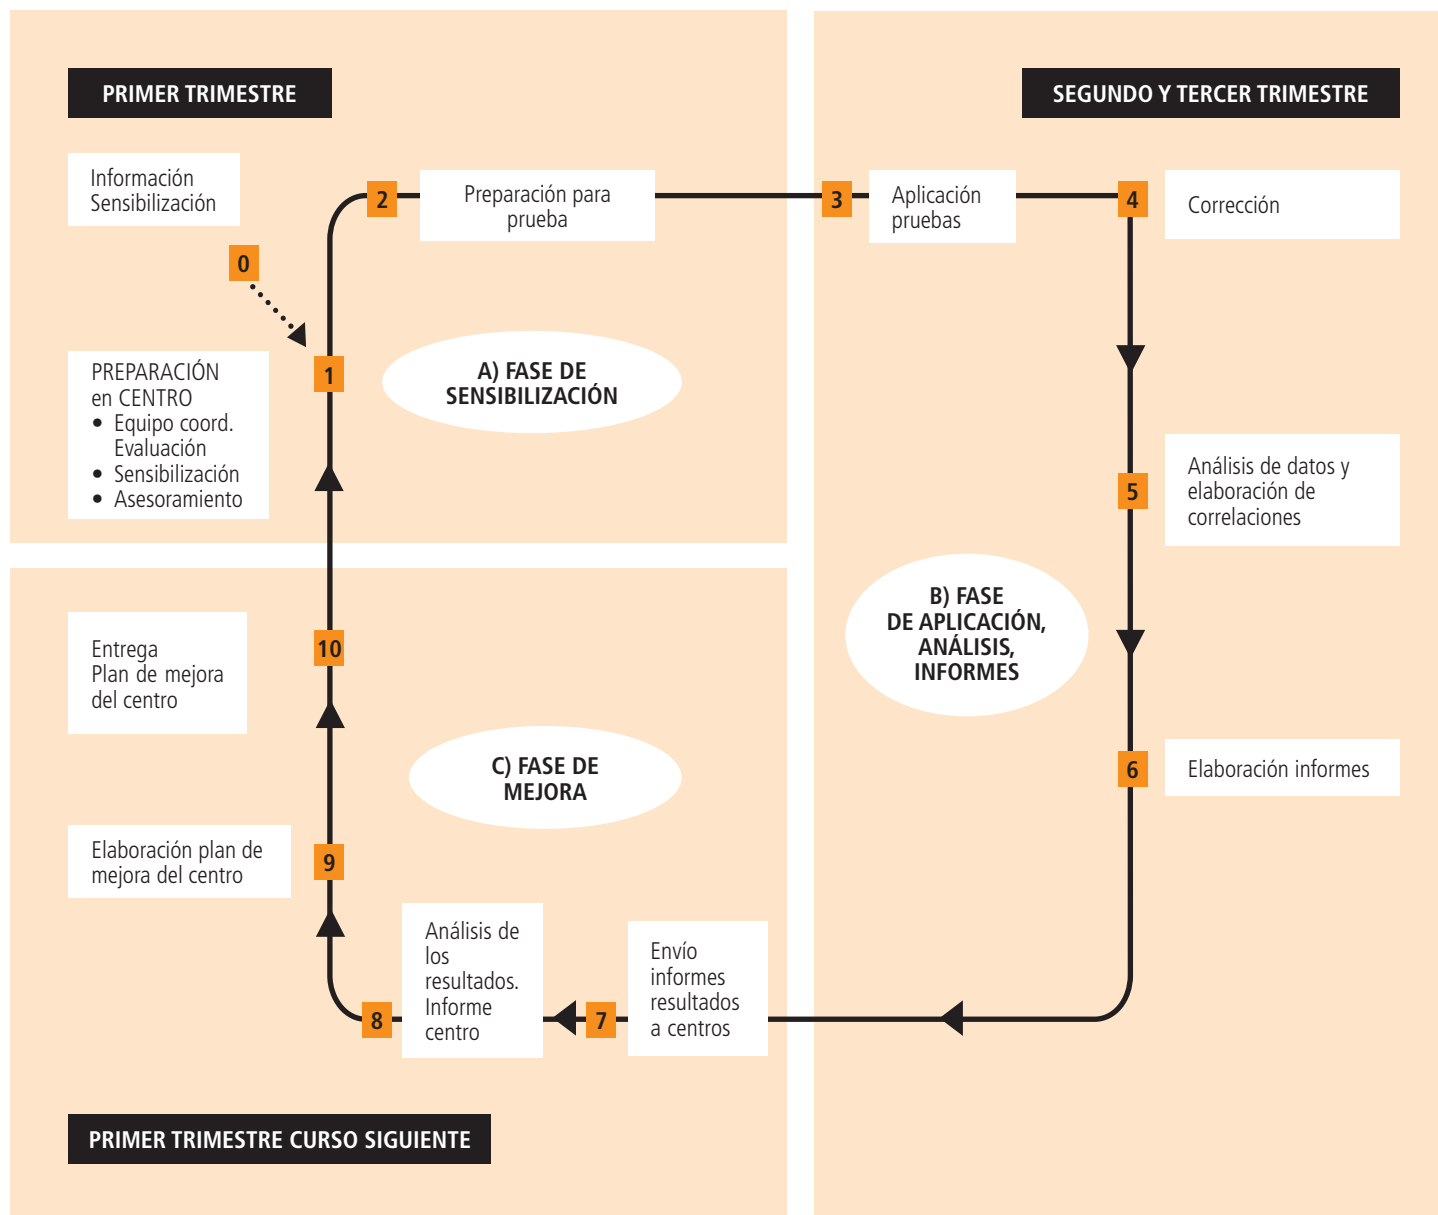 PRIMER TRIMESTRE
Información
Sensibilización
0
PREPARACIÓN
en CENTRO
• Equipo coord.
Evaluación
• Sensibilización
• Asesoramiento
1
2
Preparación para
prueba
A) FASE DE
SENSIBILIZACIÓN
SEGUNDO Y TERCER TRIMESTRE
3
Aplicación
pruebas
4
Corrección
5
Análisis de datos y
elaboración de
correlaciones
B) FASE
DE APLICACIÓN,
ANÁLISIS,
INFORMES
6
Elaboración informes
7
Envío
informes
resultados
a centros
8
Análisis de
los
resultados.
Informe
centro
C) FASE DE
MEJORA
9
Elaboración plan de
mejora del centro
10
Entrega
Plan de mejora
del centro
PRIMER TRIMESTRE CURSO SIGUIENTE